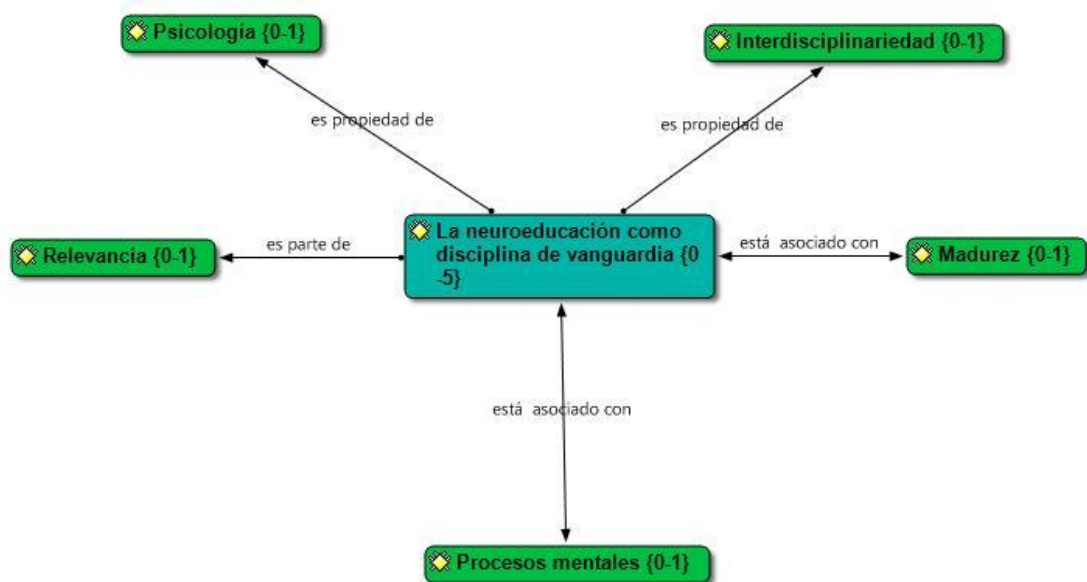 Psicología {0-1}
Interdisciplinariedad {0-1}
es propiedad de
es propiedad de
La neuroeducación como
disciplina de vanguardia {0
-5}
es parte de
está asociado con
Relevancia {0-1}
Madurez {0-1}
está asociado con
Procesos mentales {0-1}